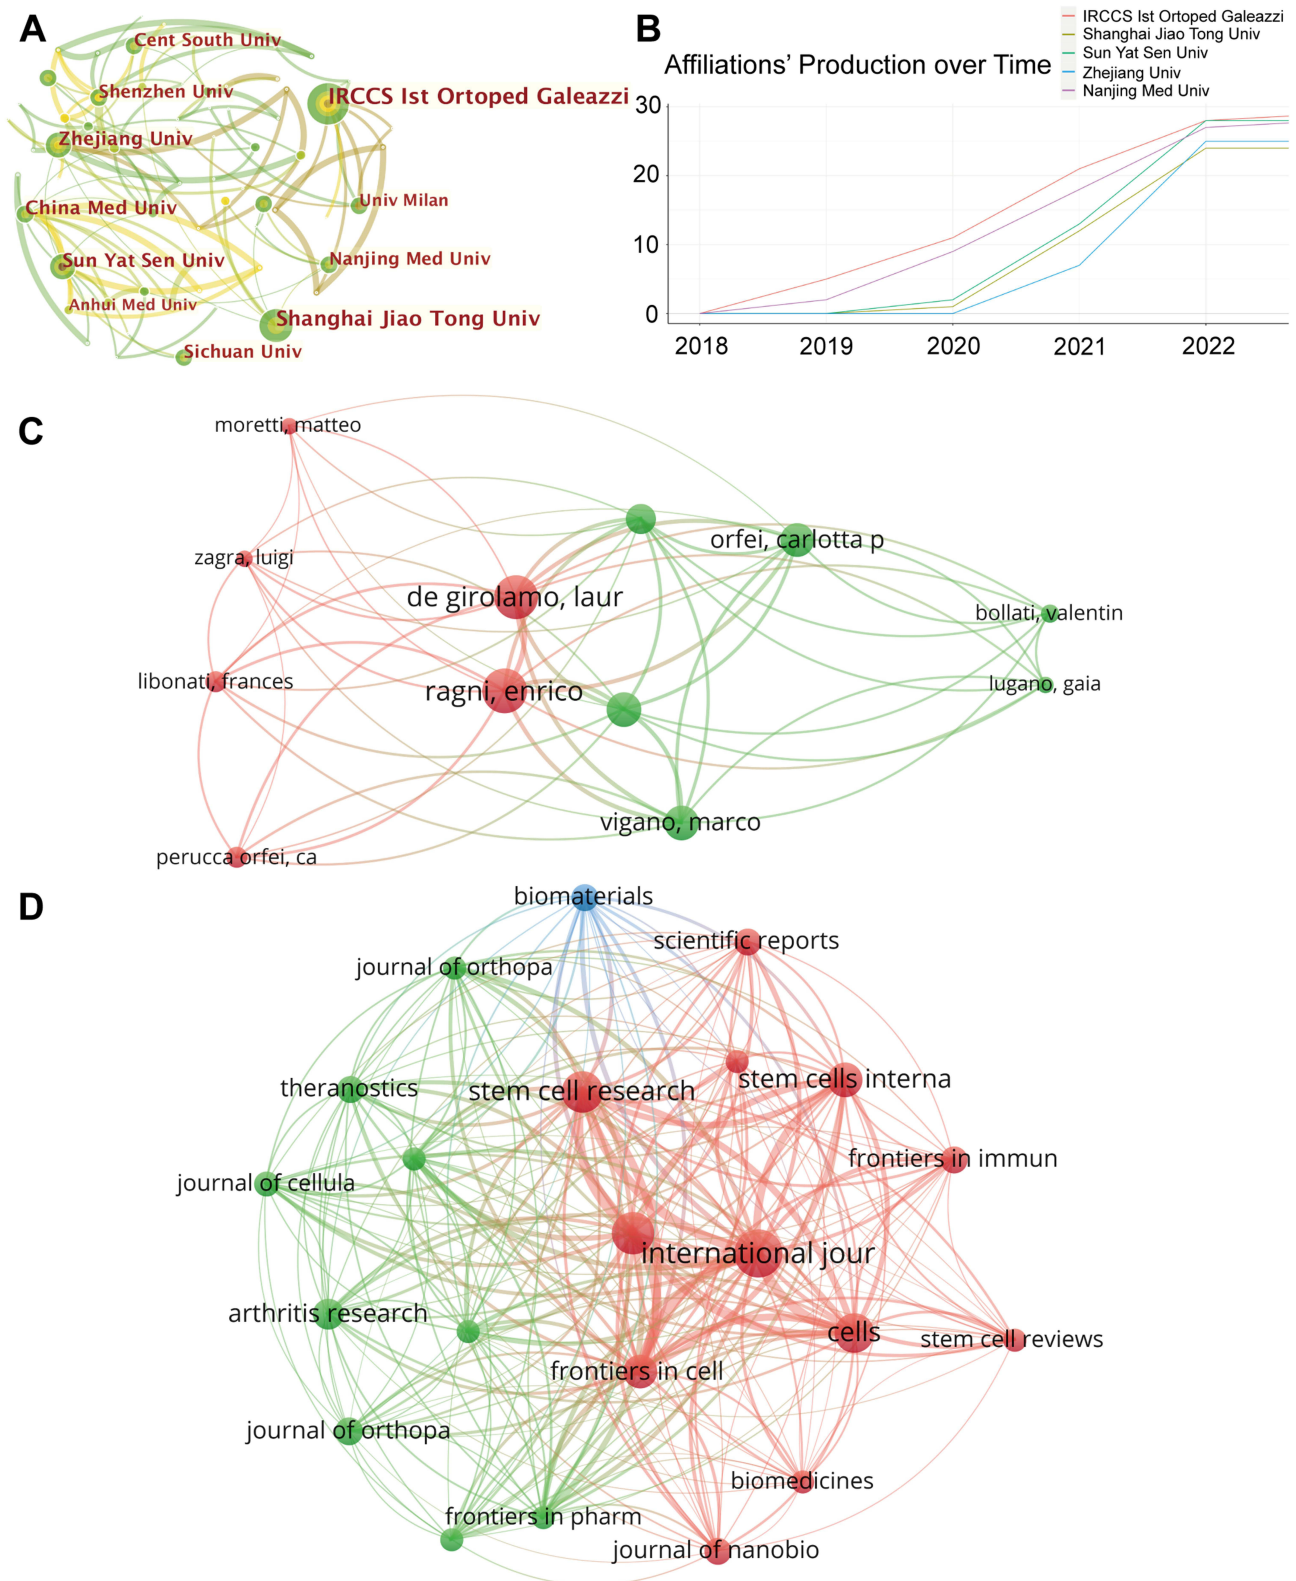 A
Cent South Univ
Shenzhen Univ
IRCCS Ist Ortoped Galeazzi
Zhejiang Univ
China Med Univ
Univ Milan
Sun Yat Sen Univ
Nanjing Med Univ
Anhui Med Univ
Shanghai Jiao Tong Univ
Sichuan Univ
B
Affiliations’ Production over Time
IRCCS Ist Ortoped Galeazzi
Shanghai Jiao Tong Univ
Sun Yat Sen Univ
Zhejiang Univ
Nanjing Med Univ
30
20
10
0
2018 2019 2020 2021 2022
C
moretti, matteo
zagra, luigi
orfei, carlotta p
de girolamo, laur
bollati, valentin
libonati, frances
ragni, enrico
lugano, gaia
vigano, marco
perucca orfei, ca
D
biomaterials
scientific reports
journal of orthopa
theranostics
stem cell research
stem cells interna
journal of cellula
frontiers in immun
international jour
arthritis research
cells
stem cell reviews
frontiers in cell
journal of orthopa
biomedicines
frontiers in pharm
journal of nanobio